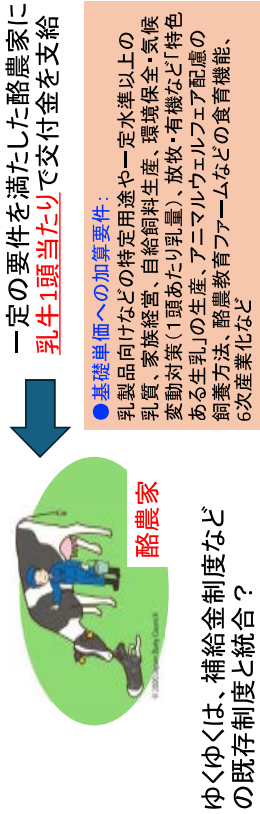 一定の要件を満たした酪農家に
乳牛1頭当たりで交付金を支給
●基礎単価への加算要件：
乳製品向けなどの特定用途や一定水準以上の
乳質、家族経営、自給飼料生産、環境保全・気候
変動対策（1頭あたり乳量）、放牧・有機など「特色
ある生乳」の生産、アニマルウェルフェア配慮の
飼養方法、酪農教育ファームなどの食育機能、
6次産業化など
酪農家
© 2020 Japan Dairy Council
ゆくゆくは、補給金制度など
の既存制度と統合？